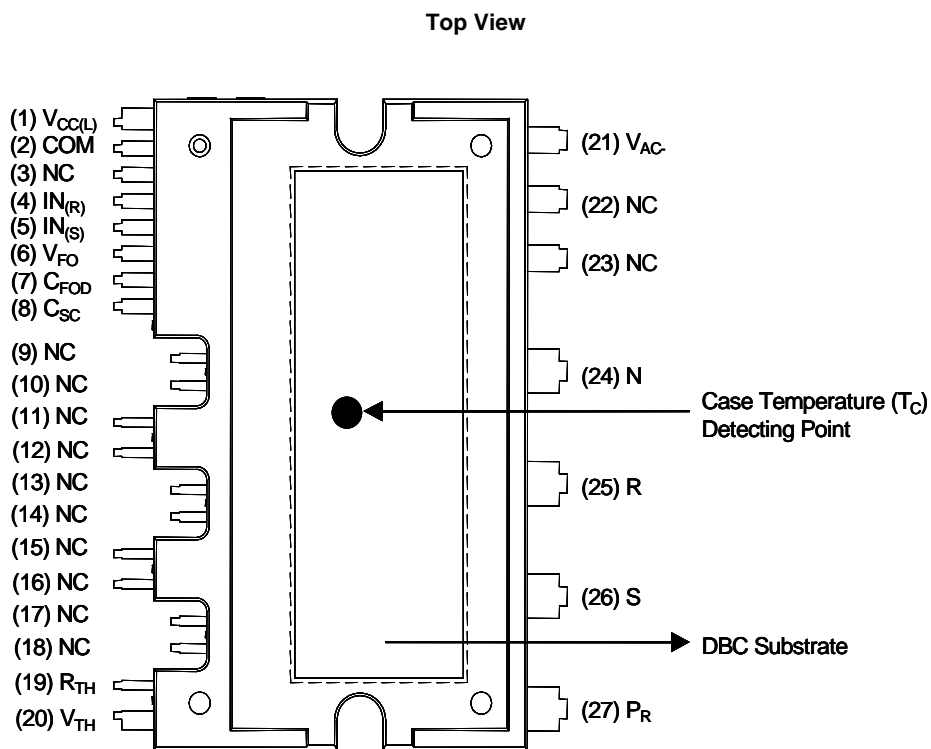 Top View
(1) VCC(L)
(2) COM
(3) NC
(4) IN(R)
(5) IN(S)
(6) VFO
(7) CFOD
(8) CSC
(9) NC
(10) NC
(11) NC
(12) NC
(13) NC
(14) NC
(15) NC
(16) NC
(17) NC
(18) NC
(19) RTH
(20) VTH
(21) VAC-
(22) NC
(23) NC
(24) N
Case Temperature (TC)
Detecting Point
(25) R
(26) S
DBC Substrate
(27) PR